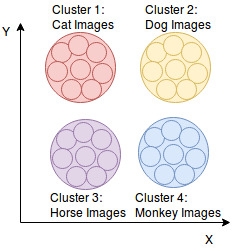 Y
Cluster 1:
Cat Images
Cluster 2:
Dog Images
Cluster 3:
Horse Images
Cluster 4:
Monkey Images
X